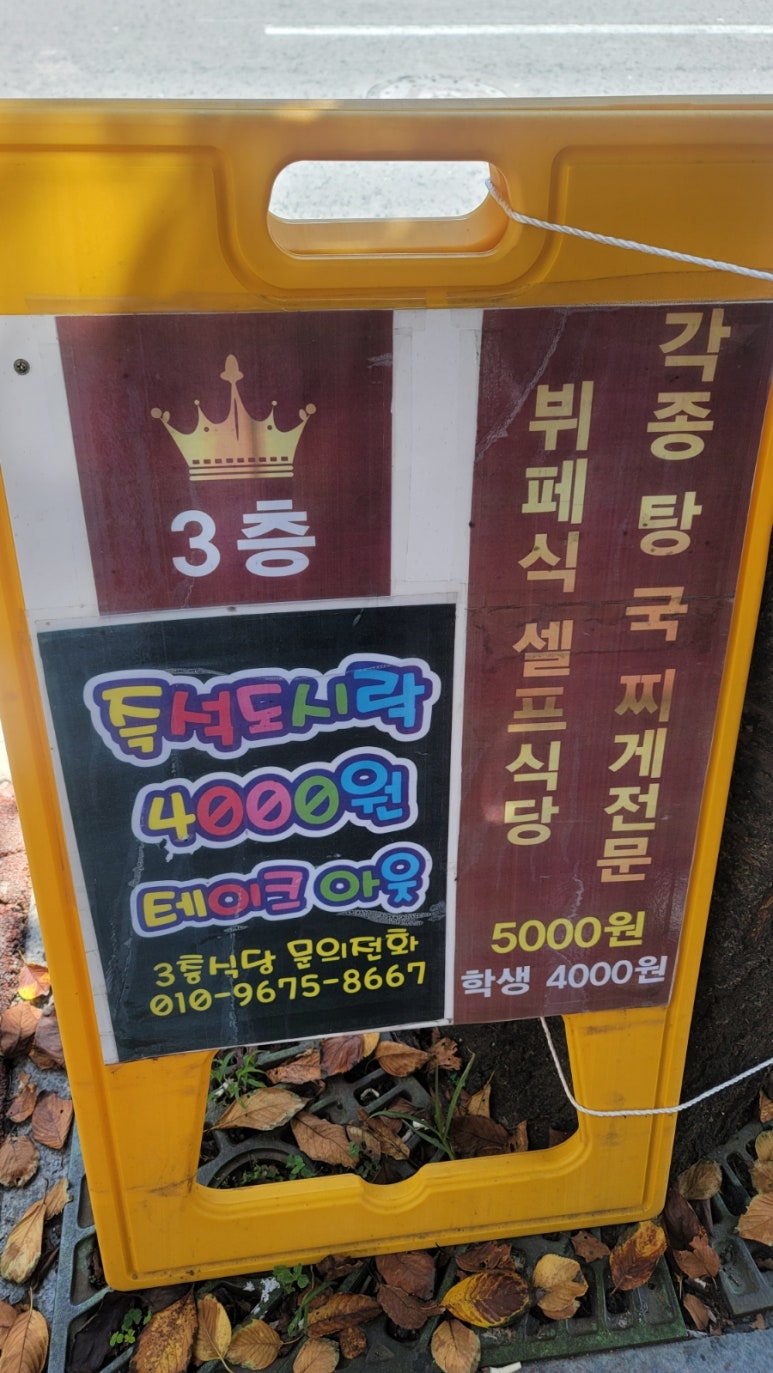 3층
즉석도시락
4000원
테이크 아웃
3층식당 문의전화
010-9675-8667
각종 탕 국 찌게전문
뷔페식 셀프식당
5000원
학생 4000원